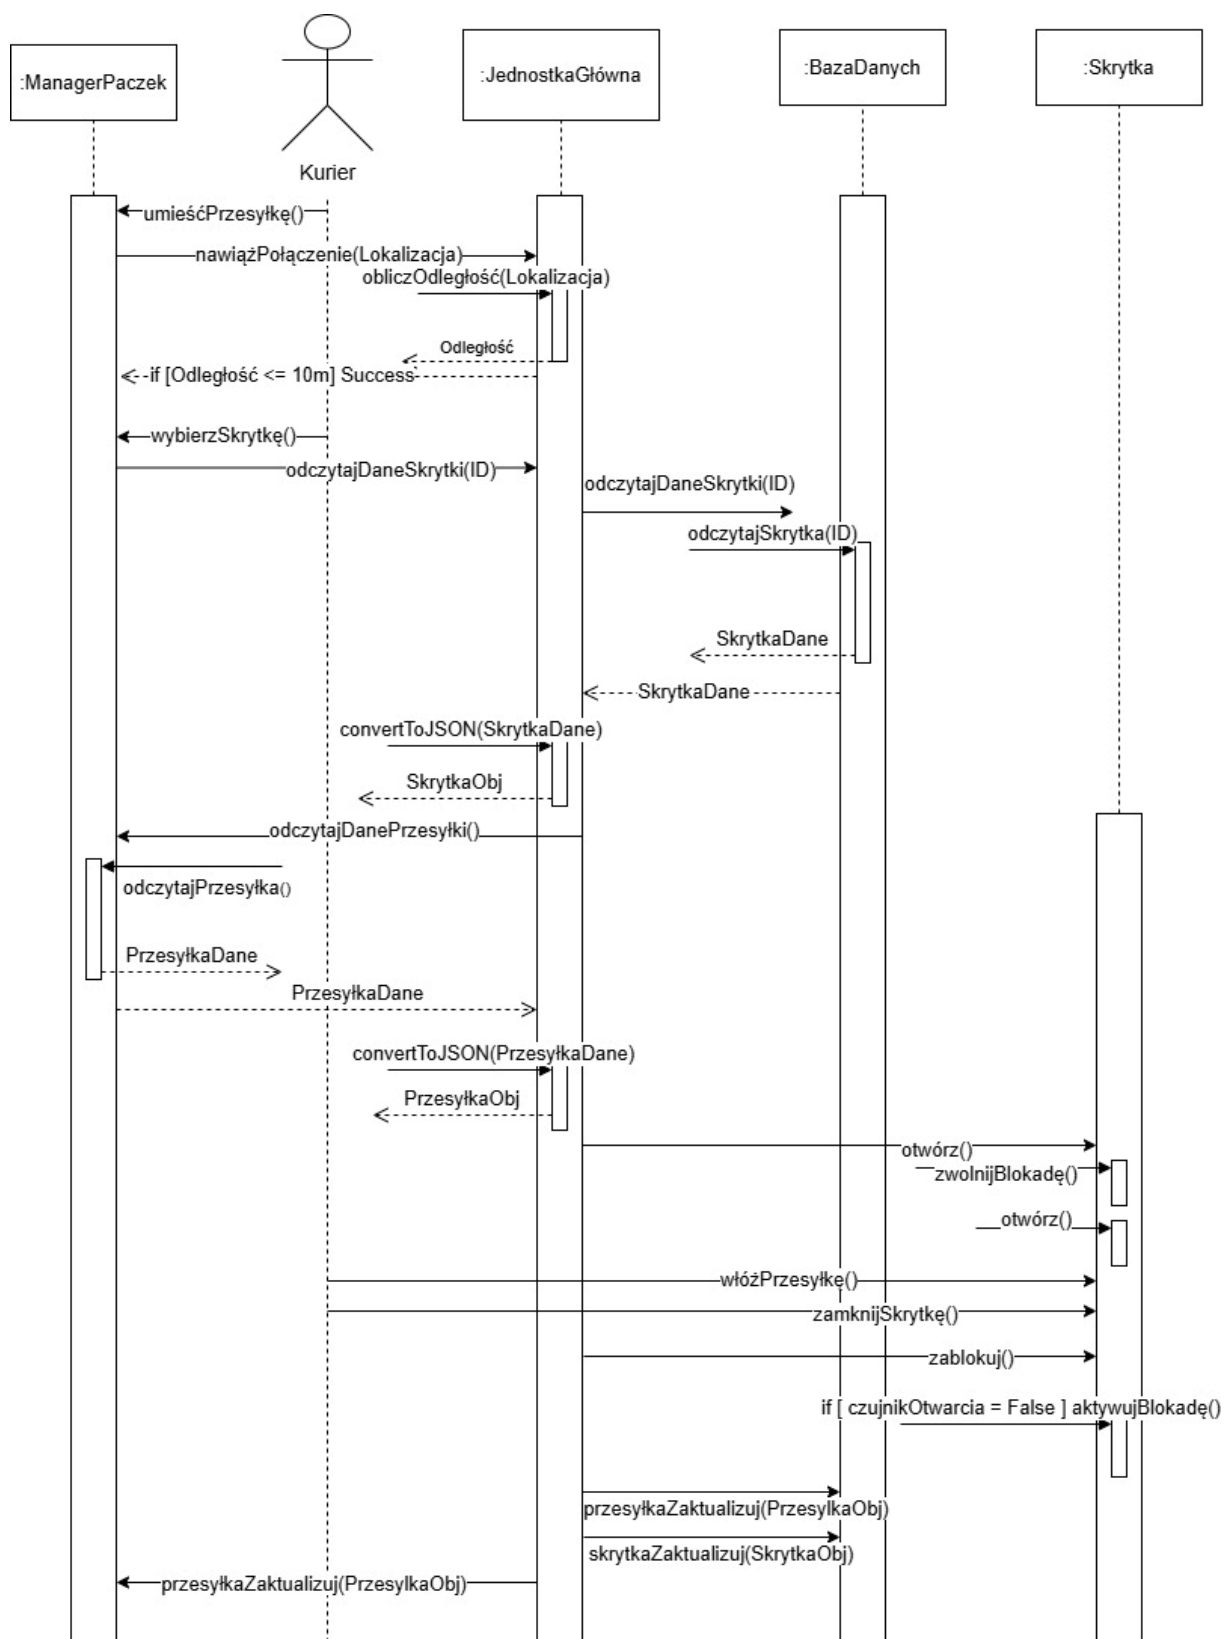 :ManagerPaczek
Kurier
:JednostkaGłówna
:BazaDanych
:Skrytka
umieśćPrzesyłkę()
nawiążPołączenie(Lokalizacja)
obliczOdległość(Lokalizacja)
Odległość
if [Odległość <= 10m] Success
wybierzSkrytkę()
odczytajDaneSkrytki(ID)
odczytajDaneSkrytki(ID)
odczytajSkrytka(ID)
SkrytkaDane
SkrytkaDane
convertToJSON(SkrytkaDane)
SkrytkaObj
odczytajDanePrzesyłki()
odczytajPrzesyłka()
PrzesyłkaDane
PrzesyłkaDane
convertToJSON(PrzesyłkaDane)
PrzesyłkaObj
otwórz()
zwolnijBlokadę()
otwórz()
włóżPrzesyłkę()
zamknijSkrytkę()
zablokuj()
if [ czujnikOtwarcia = False ] aktywujBlokadę()
przesyłkaZaktualizuj(PrzesylkaObj)
skrytkaZaktualizuj(SkrytkaObj)
przesyłkaZaktualizuj(PrzesylkaObj)